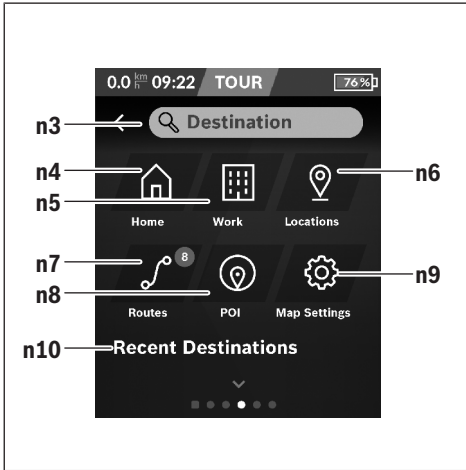 0.0 km/h 09:22 TOUR 76%
n3 Destination
n4 n6
n5 Home Work Locations
n7 8 n9
n8 Routes POI Map Settings
n10 Recent Destinations